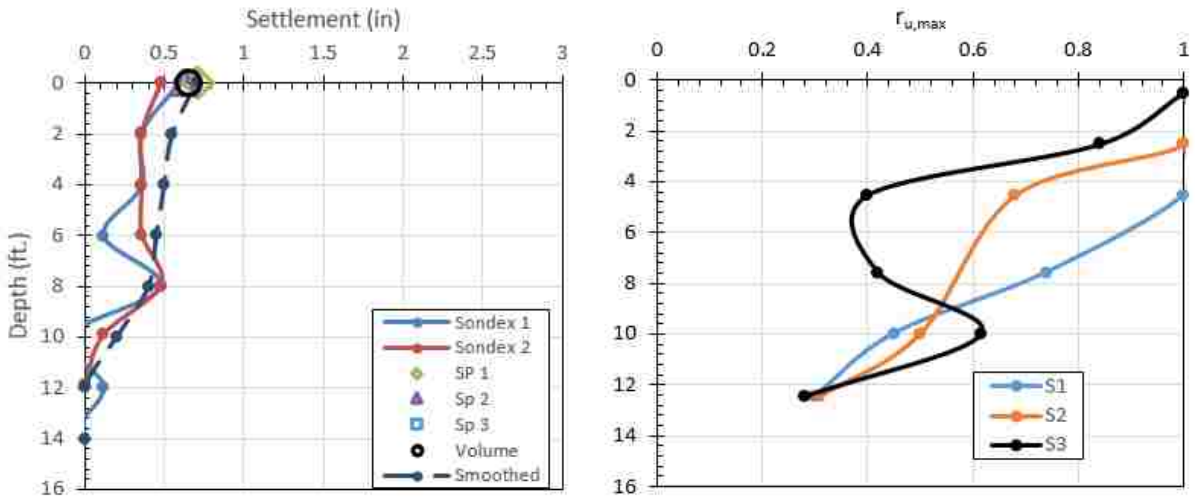 Settlement (in)
0 0.5 1 1.5 2 2.5 3
Depth (ft.)
0
2
4
6
8
10
12
14
16
Sondex 1
Sondex 2
SP 1
Sp 2
Sp 3
Volume
Smoothed
ru,max
0 0.2 0.4 0.6 0.8 1
0
2
4
6
8
10
12
14
16
S1
S2
S3